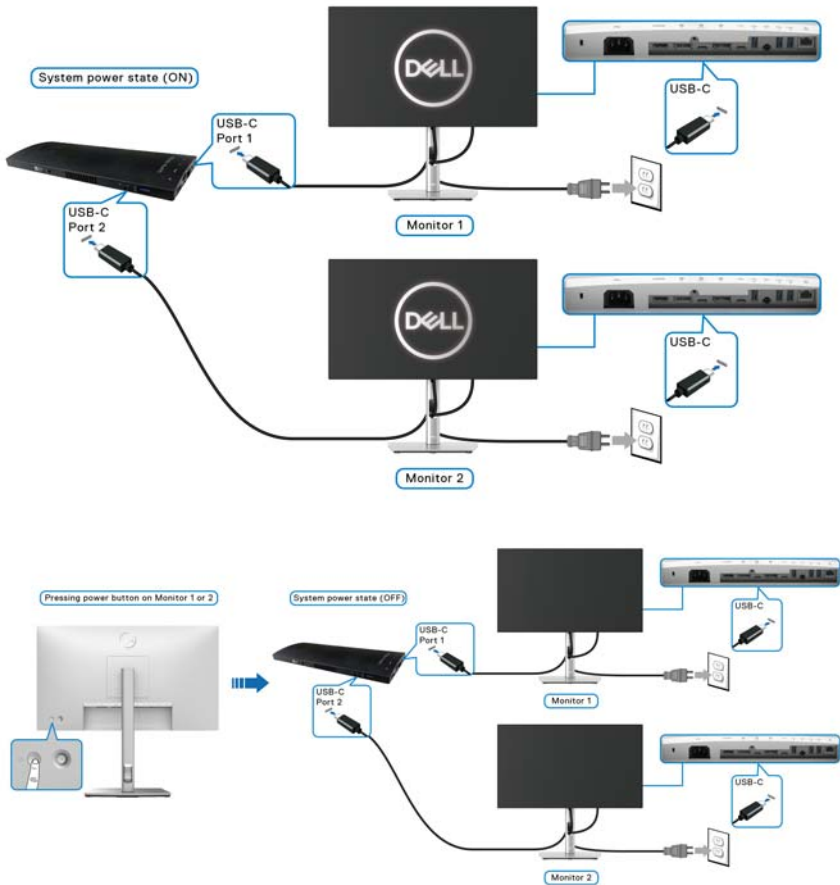 System power state (ON)
USB-C
Port 1
USB-C
Port 2
DELL
USB-C
Monitor 1
DELL
USB-C
Monitor 2
Pressing power button on Monitor 1 or 2
System power state (OFF)
USB-C
Port 1
USB-C
Port 2
USB-C
Monitor 1
USB-C
Monitor 2